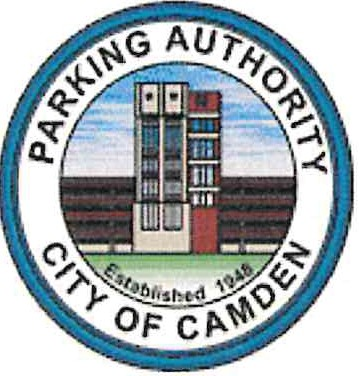 PARKING AUTHORITY
Established 1948
CITY OF CAMDEN